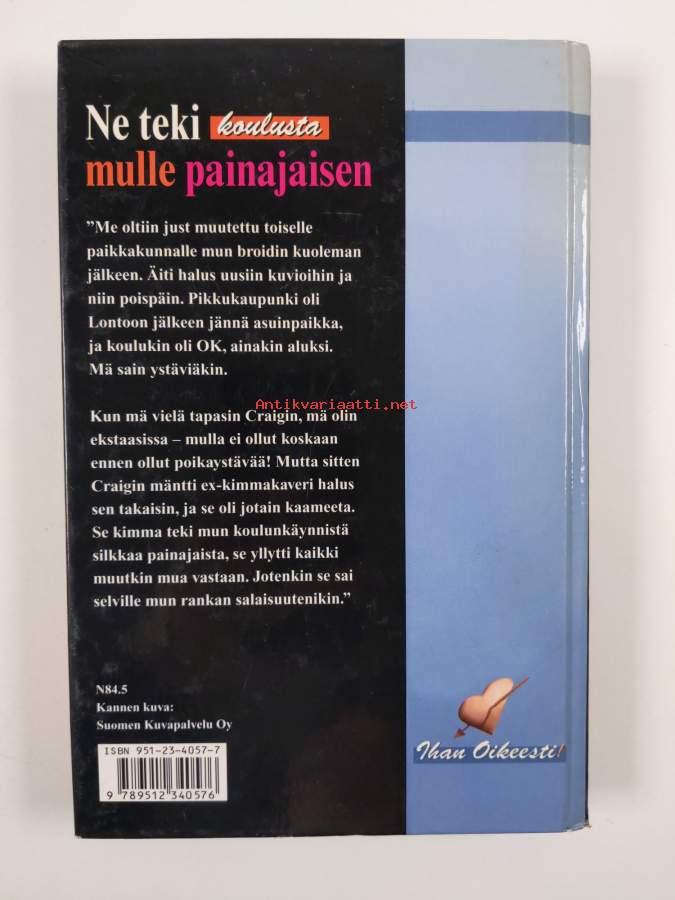 Ne teki koulusta
mulle painajaisen
”Me oltiin just muutettu toiselle
paikkakunnalle mun broidin kuoleman
jälkeen. Äiti halus uusiin kuvioihin ja
niin poispäin. Pikkukaupunki oli
Lontoon jälkeen jännä asuinpaikka,
ja koulukin oli OK, ainakin aluksi.
Mä sain ystäviäkin.
Antikvariaatti.net
Kun mä vielä tapasin Craigin, mä olin
ekstaasissa – mulla ei ollut koskaan
ennen ollut poikaystävää! Mutta sitten
Craigin mäntti ex-kimmakaveri halus
sen takaisin, ja se oli jotain kaameeta.
Se kimma teki mun koulunkäynnistä
silkkaa painajaista, se yllytti kaikki
muutkin mua vastaan. Jotenkin se sai
selville mun rankan salaisuutenikin.”
N84.5
Kannen kuva:
Suomen Kuvapalvelu Oy
ISBN 951-23-4057-7
9 789512 340576
Ihan Oikeesti!